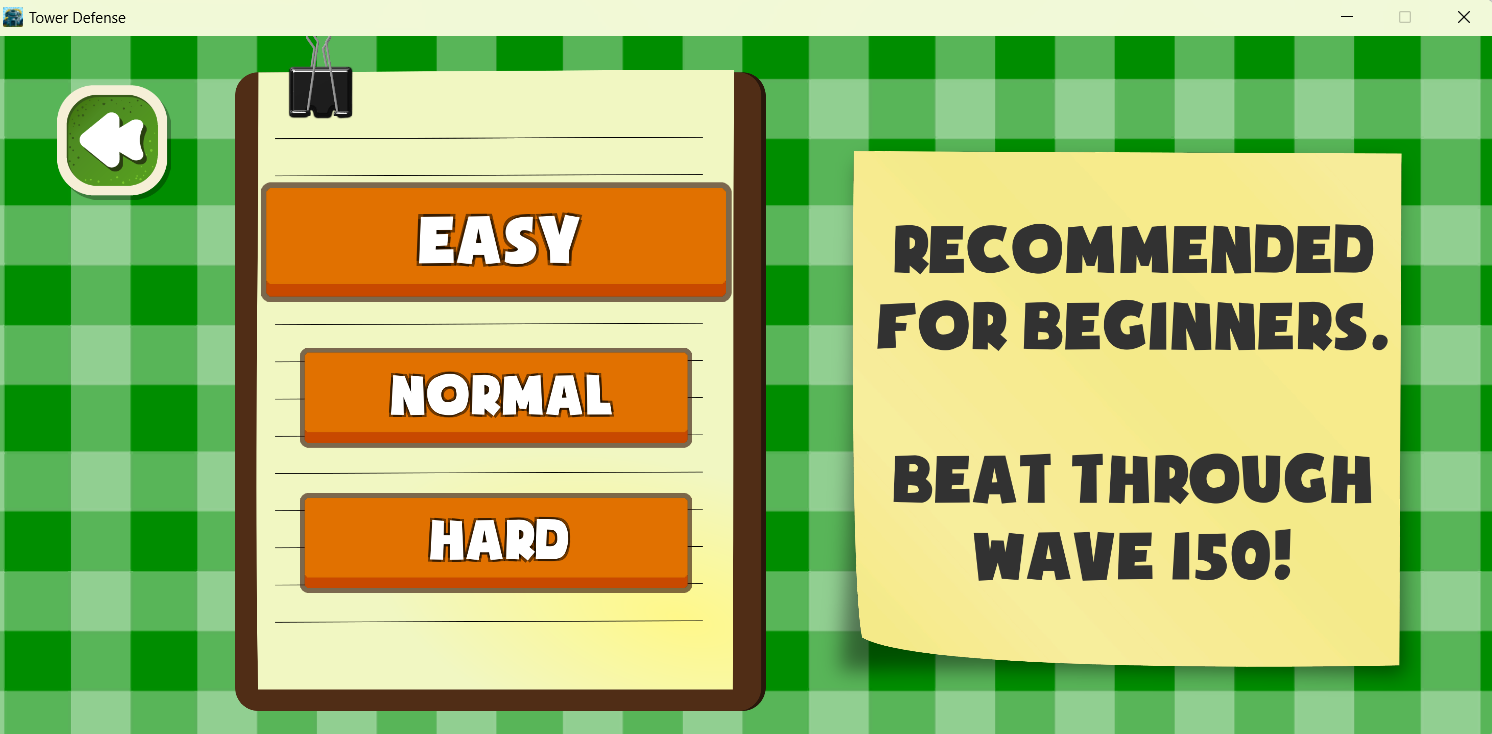 Tower Defense
EASY
NORMAL
HARD
RECOMMENDED
FOR BEGINNERS.
BEAT THROUGH
WAVE 150!